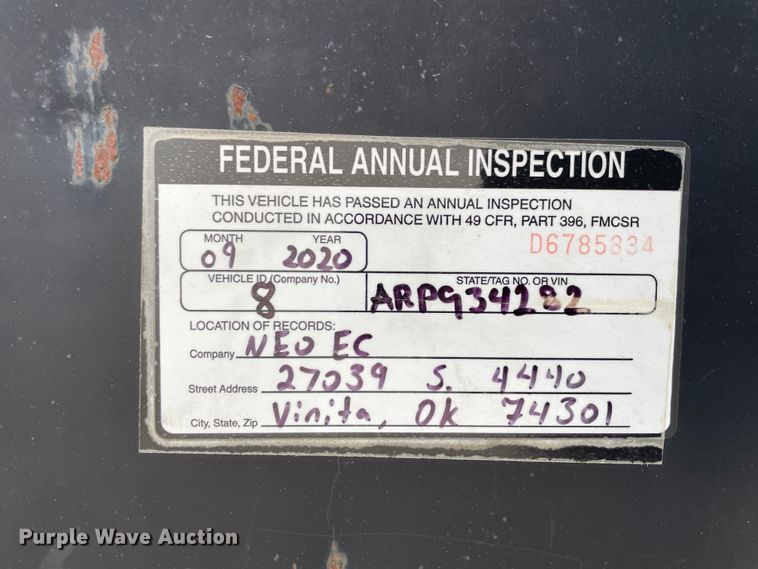 FEDERAL ANNUAL INSPECTION
THIS VEHICLE HAS PASSED AN ANNUAL INSPECTION
CONDUCTED IN ACCORDANCE WITH 49 CFR, PART 396, FMCSR
MONTH YEAR D6785334
09 2020
VEHICLE ID (Company No.) STATE/TAG NO. OR VIN
8 ARP934282
LOCATION OF RECORDS:
Company NEO EC
Street Address 27039 S. 4440
City, State, Zip Vinita, OK 74301
Purple Wave Auction